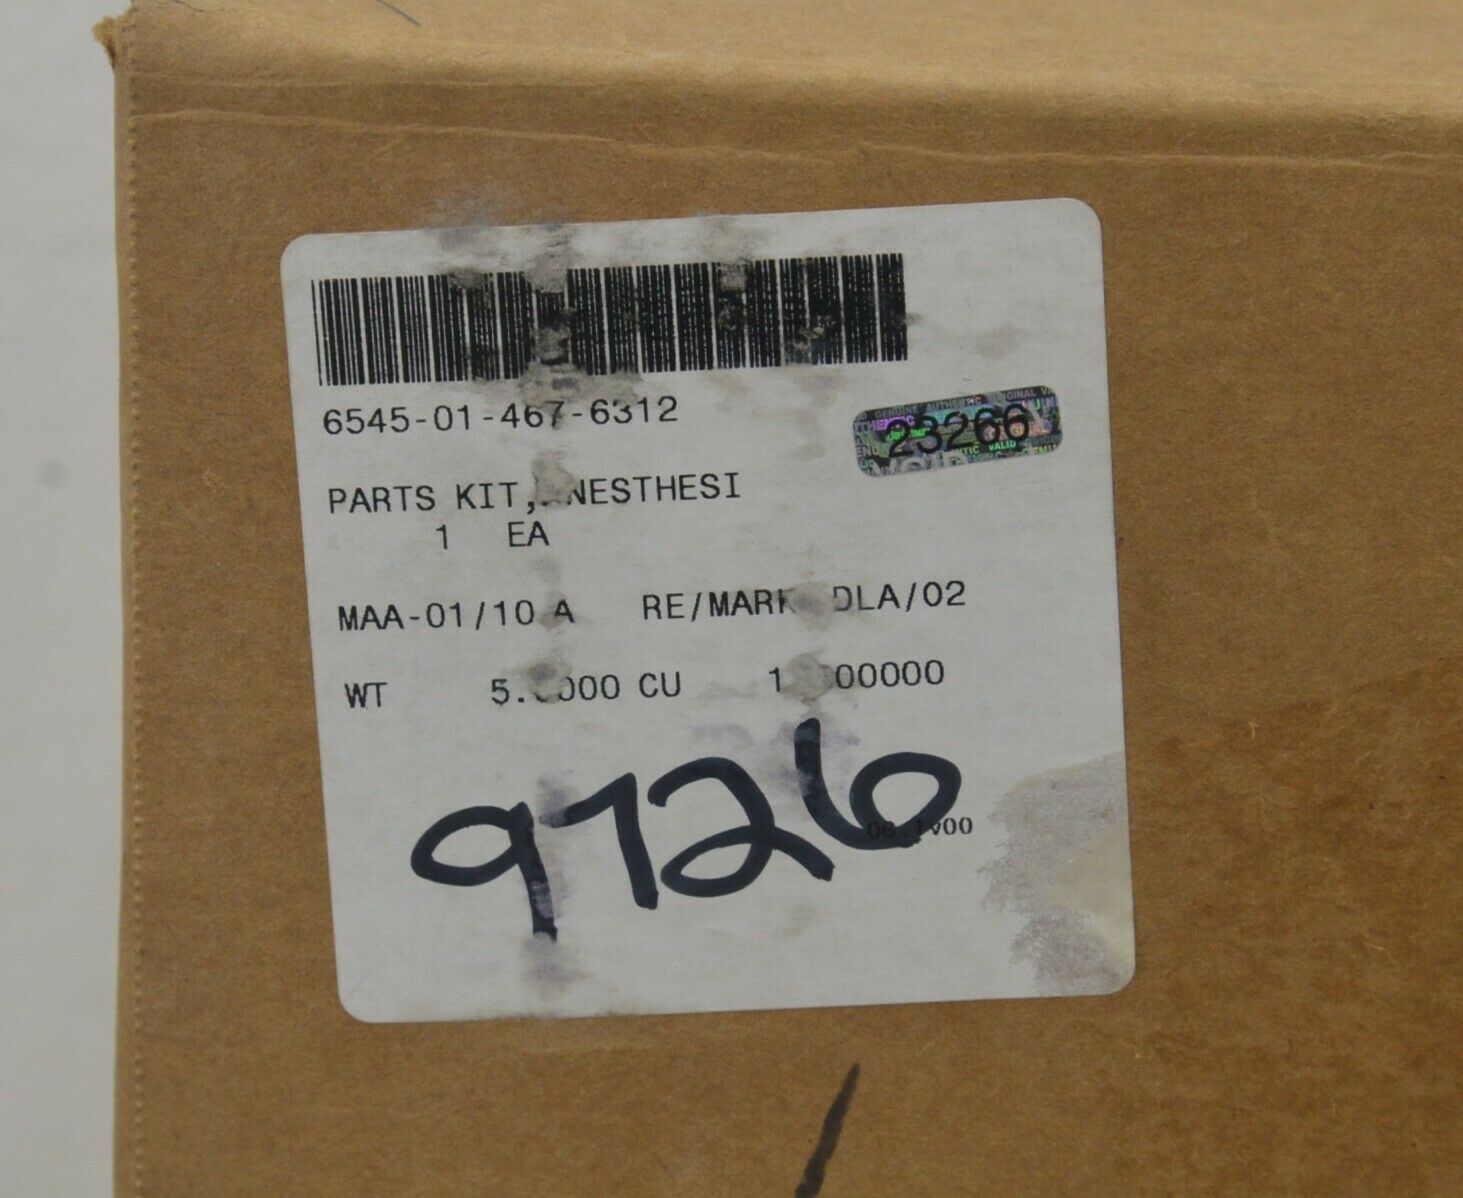 6545-01-467-6312
23266
PARTS KIT, NESTHESI
1 EA
MAA-01/10 A RE/MARK DLA/02
WT CU
9726